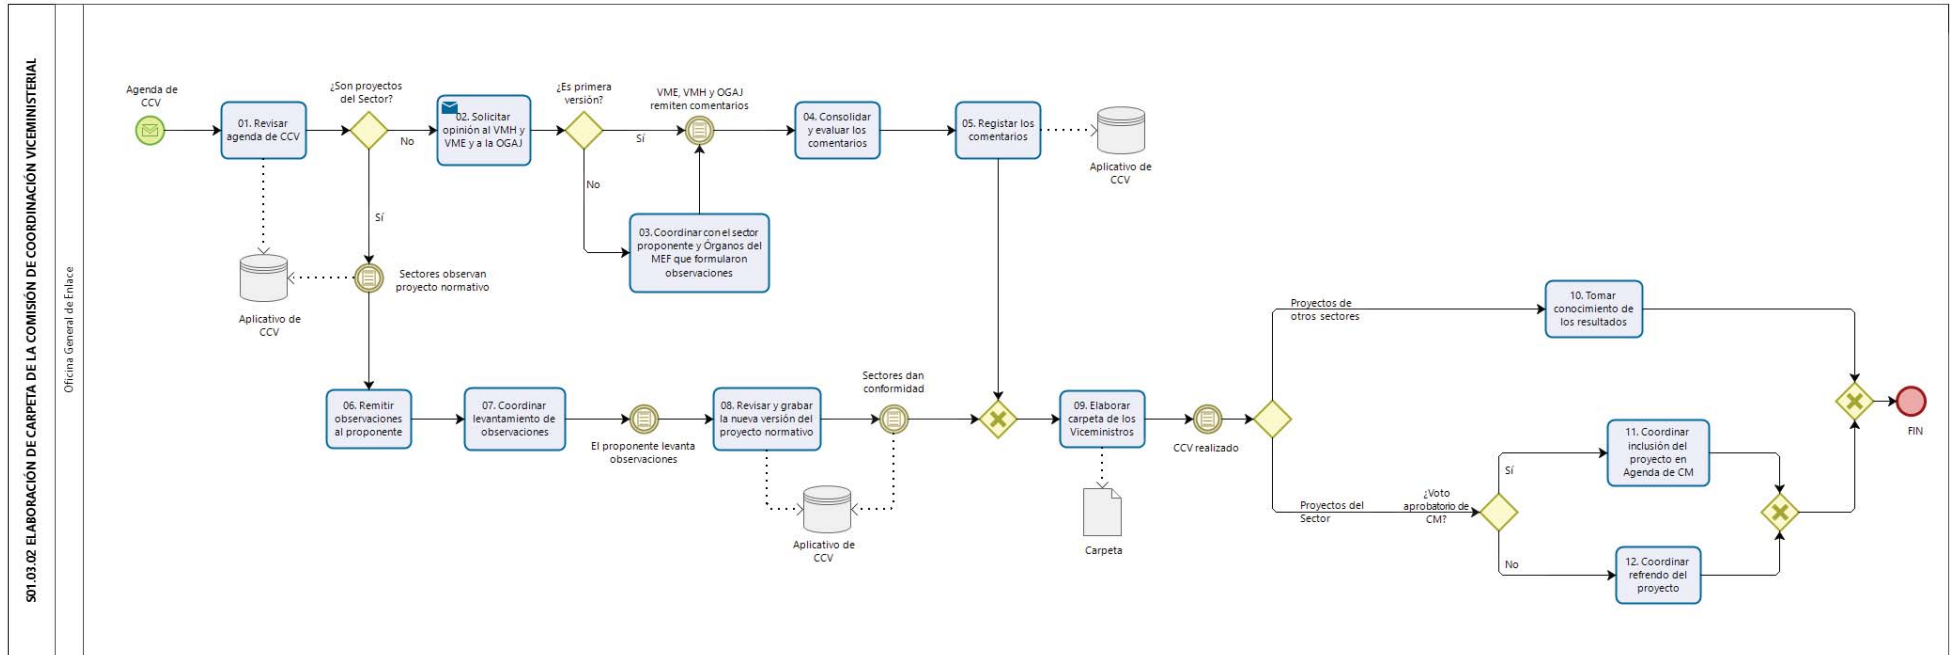 S01.03.02 ELABORACIÓN DE CARPETA DE LA COMISIÓN DE COORDINACIÓN VICEMINISTERIAL
Oficina General de Enlace
Agenda de
CCV
01. Revisar
agenda de CCV
¿Son proyectos
del Sector?
No
Sí
02. Solicitar
opinión al VMH y
VME y a la OGAJ
¿Es primera
versión?
Sí
No
VME, VMH y OGAJ
remiten comentarios
03. Coordinar con el sector
proponente y Órganos del
MEF que formularon
observaciones
04. Consolidar
y evaluar los
comentarios
05. Registar los
comentarios
Aplicativo de
CCV
Aplicativo de
CCV
Sectores observan
proyecto normativo
06. Remitir
observaciones
al proponente
07. Coordinar
levantamiento de
observaciones
El proponente levanta
observaciones
08. Revisar y grabar
la nueva versión del
proyecto normativo
Sectores dan
conformidad
Aplicativo de
CCV
09. Elaborar
carpeta de los
Viceministros
Carpeta
CCV realizado
Proyectos de
otros sectores
10. Tomar
conocimiento de
los resultados
Proyectos del
Sector
¿Voto
aprobatorio de
CM?
Sí
11. Coordinar
inclusión del
proyecto en
Agenda de CM
No
12. Coordinar
refrendo del
proyecto
FIN